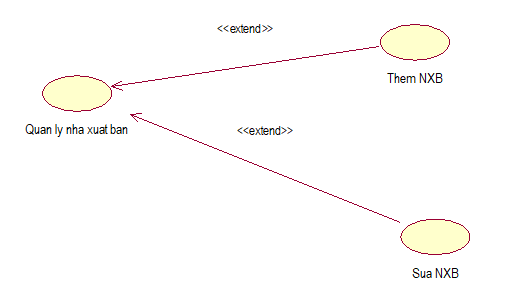 <<extend>>
Them NXB
Quan ly nha xuat ban
<<extend>>
Sua NXB